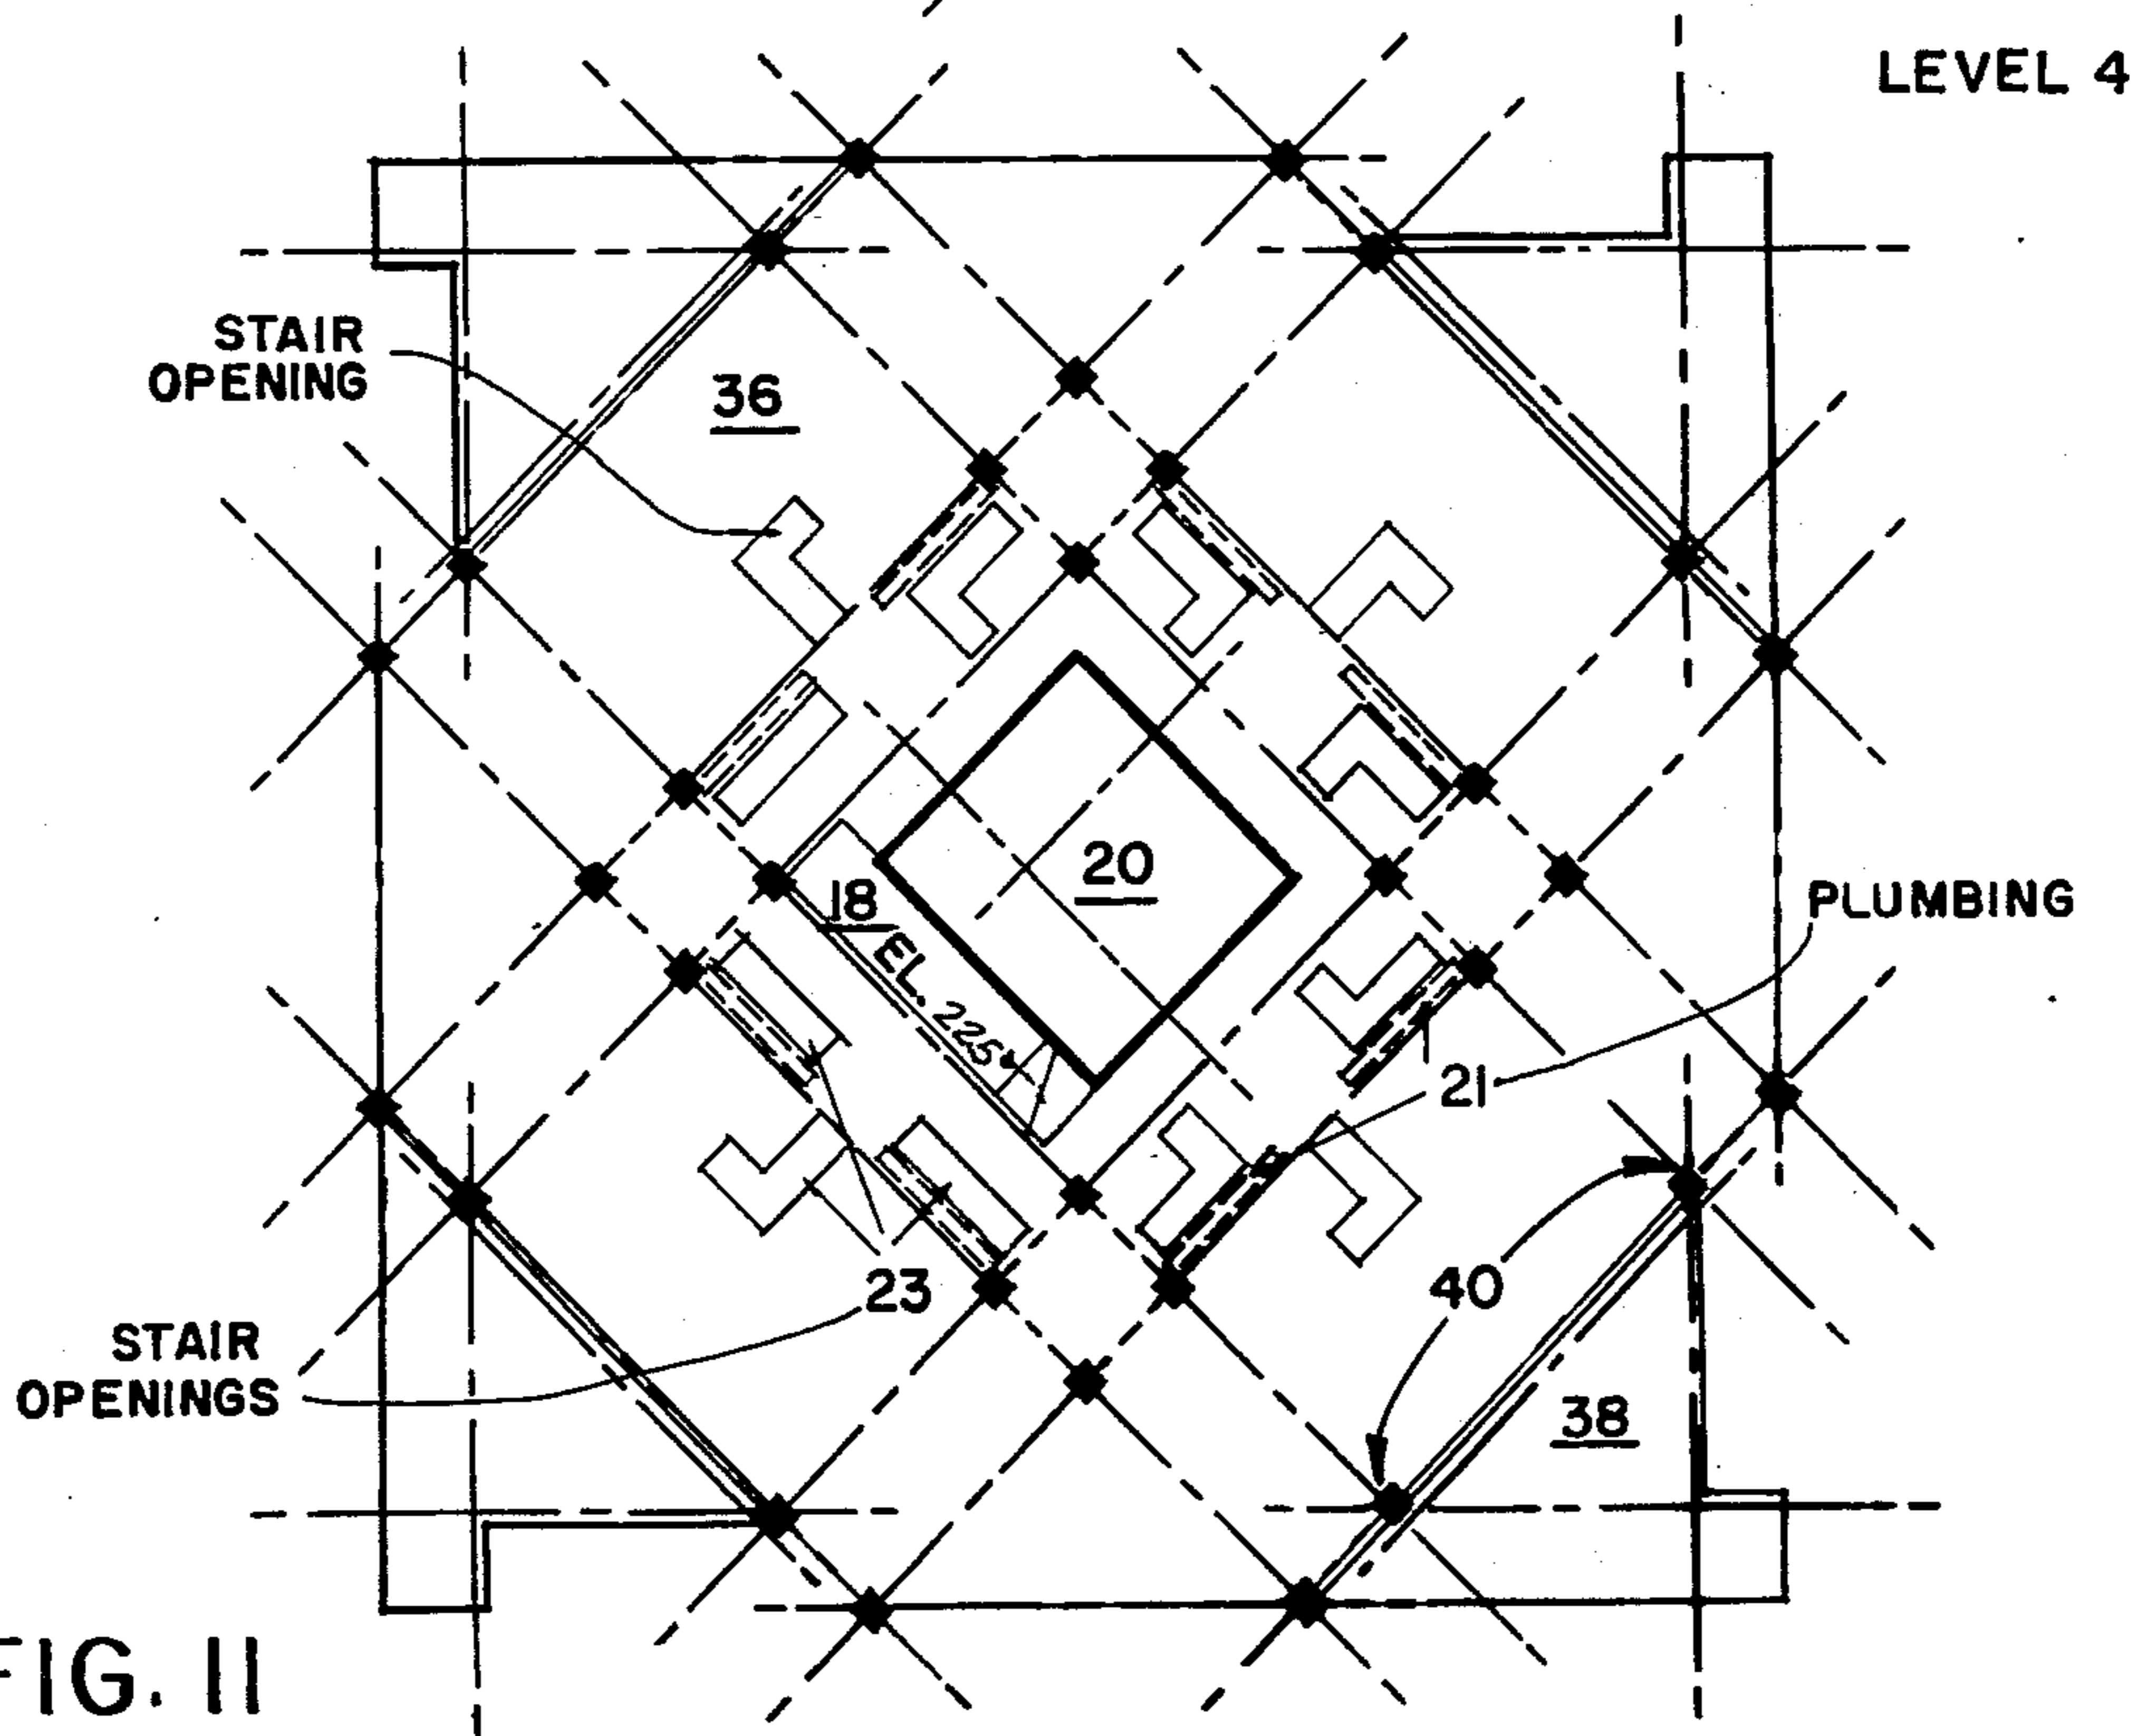 LEVEL 4
STAIR
OPENING
36
20
18
EL. 225
PLUMBING
21
40
23
STAIR
OPENINGS
38
FIG. 11